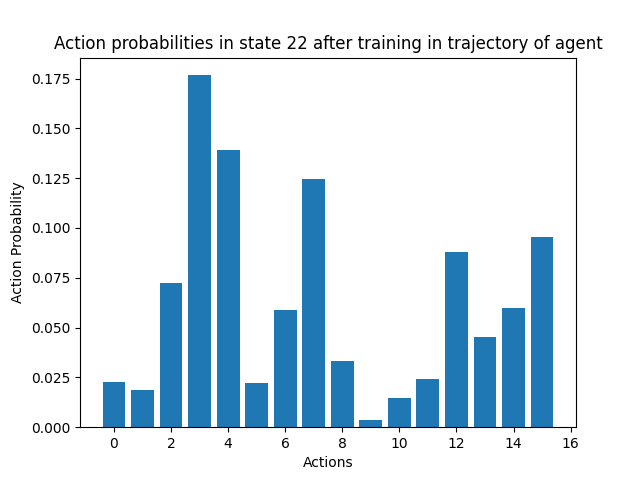 Action probabilities in state 22 after training in trajectory of agent
0.175
0.150
0.125
0.100
0.075
0.050
0.025
0.000
Action Probability
0 2 4 6 8 10 12 14 16
Actions